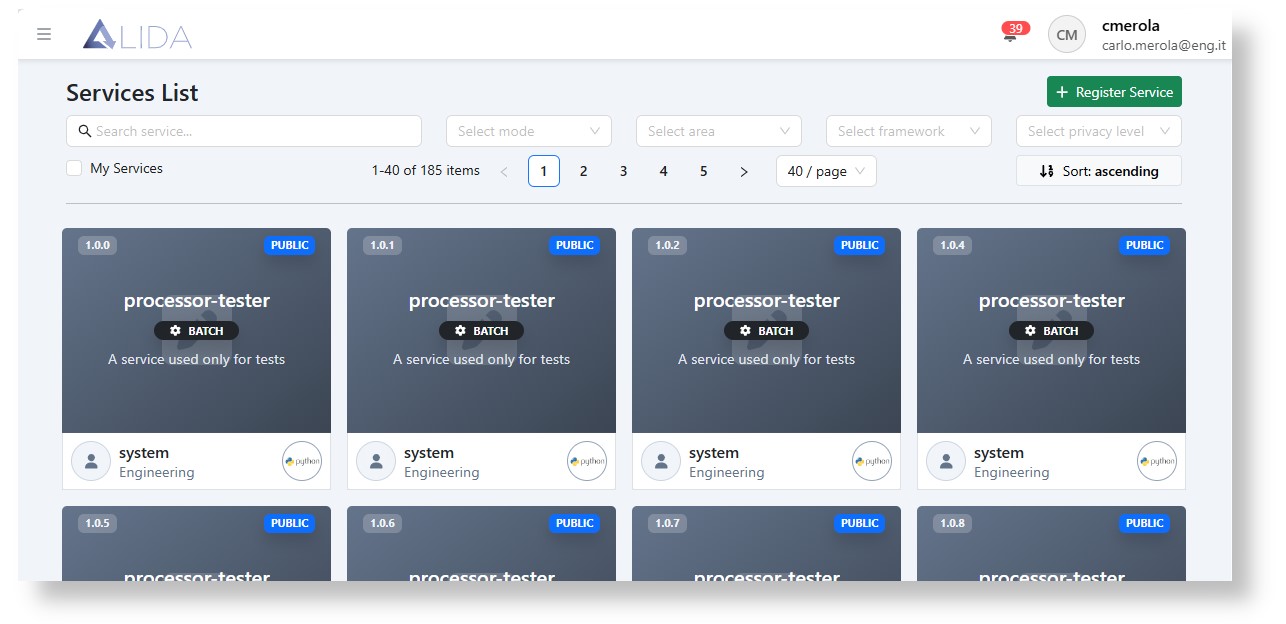 ALIDA
39
CM
cmerola
carlo.merola@eng.it
Services List
+ Register Service
Search service...
Select mode
Select area
Select framework
Select privacy level
My Services
1-40 of 185 items < 1 2 3 4 5 >
40 / page
Sort: ascending
1.0.0 PUBLIC
processor-tester
BATCH
A service used only for tests
system
Engineering
python
1.0.1 PUBLIC
processor-tester
BATCH
A service used only for tests
system
Engineering
python
1.0.2 PUBLIC
processor-tester
BATCH
A service used only for tests
system
Engineering
python
1.0.4 PUBLIC
processor-tester
BATCH
A service used only for tests
system
Engineering
python
1.0.5 PUBLIC
processor-tester
1.0.6 PUBLIC
processor-tester
1.0.7 PUBLIC
processor-tester
1.0.8 PUBLIC
processor-tester